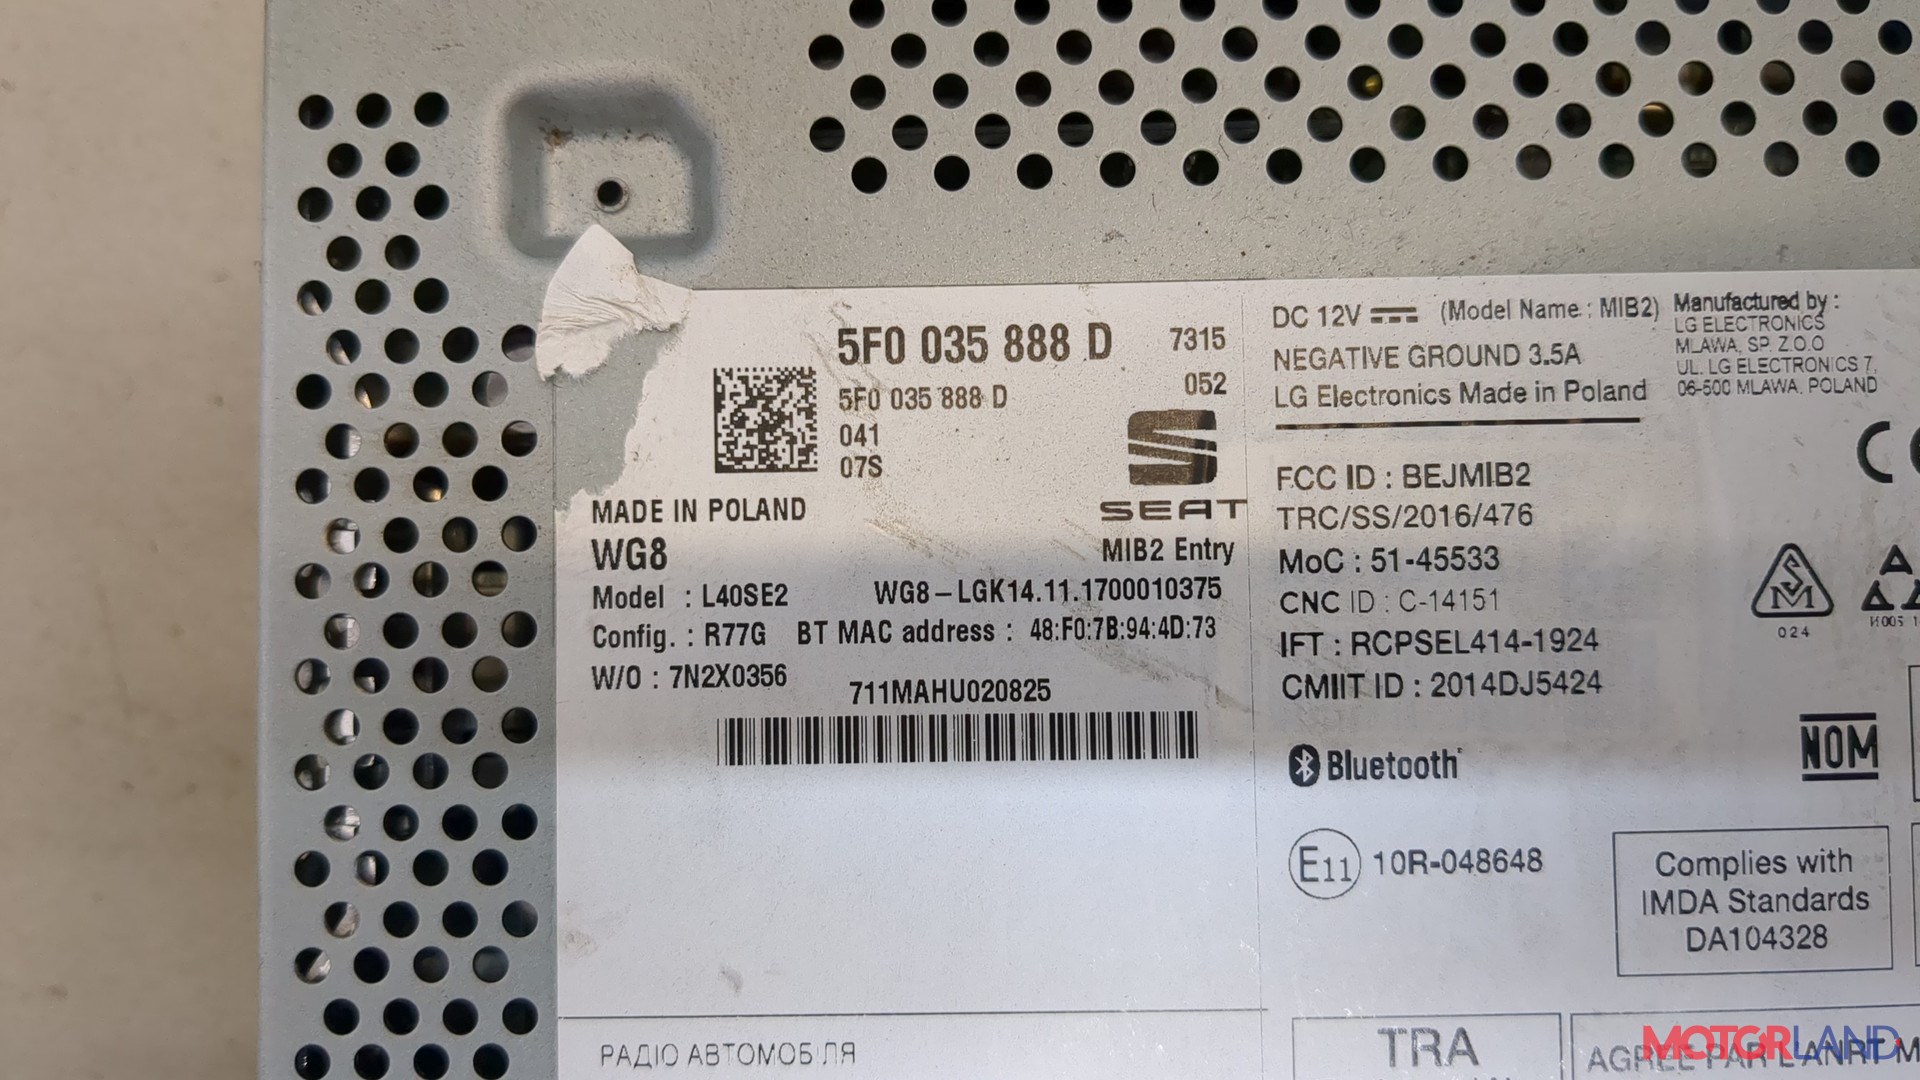 5F0 035 888 D 7315
5F0 035 888 D 052
041
07S
SEAT
MADE IN POLAND
WG8 MIB2 Entry
Model : L40SE2 WG8-LGK14.11.1700010375
Config. : R77G BT MAC address : 48:F0:7B:94:4D:73
W/O : 7N2X0356
711MAHU020825
DC 12V (Model Name : MIB2)
NEGATIVE GROUND 3.5A
LG Electronics Made in Poland
Manufactured by :
LG ELECTRONICS
MLAWA, SP. Z.O.O
UL. LG ELECTRONICS 7,
06-500 MLAWA. POLAND
FCC ID : BEJMIB2
TRC/SS/2016/476
MoC : 51-45533
CNC ID : C-14151
IFT : RCPSEL414-1924
CMIIT ID : 2014DJ5424
024
Bluetooth
NOM
E11 10R-048648
Complies with
IMDA Standards
DA104328
РАДІО АВТОМОБІЛЯ
TRA
AGREE PAR L'ANRT M
MOTORLAND